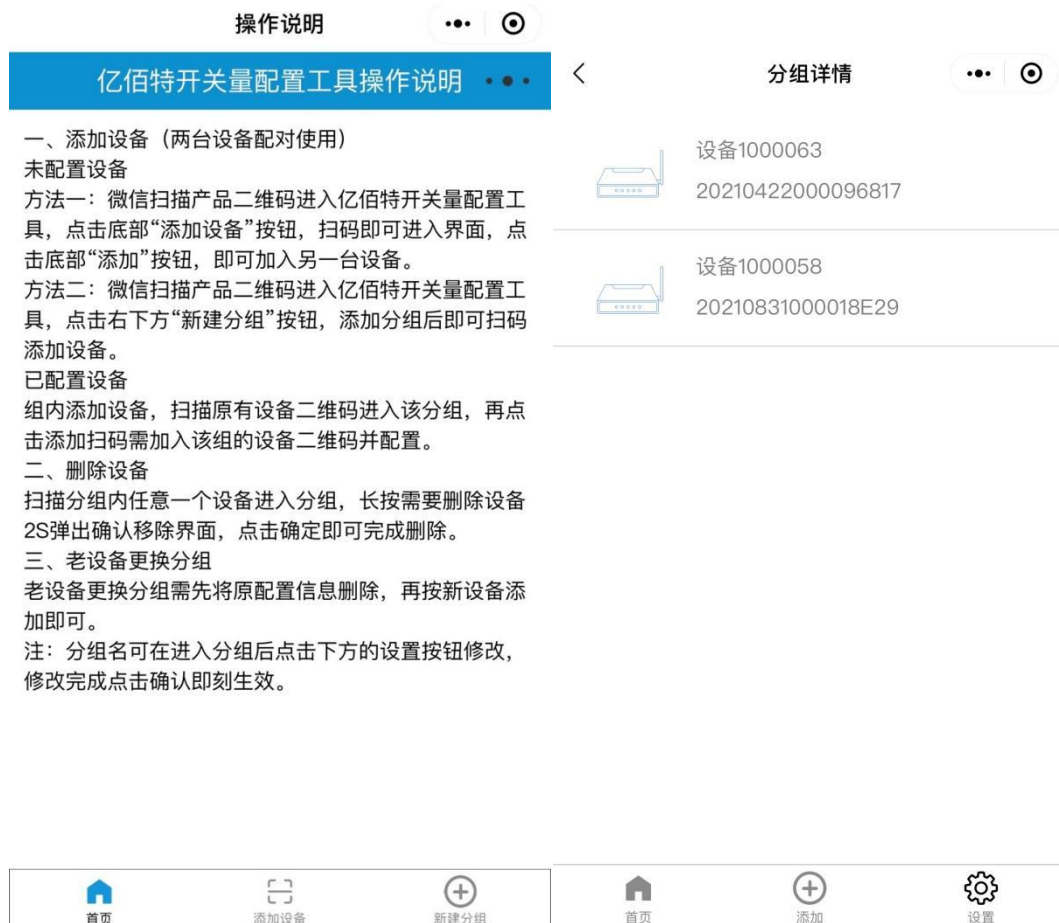 操作说明
亿佰特开关量配置工具操作说明
一、添加设备（两台设备配对使用）
未配置设备
方法一：微信扫描产品二维码进入亿佰特开关量配置工
具，点击底部“添加设备”按钮，扫码即可进入界面，点
击底部“添加”按钮，即可加入另一台设备。
方法二：微信扫描产品二维码进入亿佰特开关量配置工
具，点击右下方“新建分组”按钮，添加分组后即可扫码
添加设备。
已配置设备
组内添加设备，扫描原有设备二维码进入该分组，再点
击添加扫码需加入该组的设备二维码并配置。
二、删除设备
扫描分组内任意一个设备进入分组，长按需要删除设备
2S弹出确认移除界面，点击确定即可完成删除。
三、老设备更换分组
老设备更换分组需先将原配置信息删除，再按新设备添
加即可。
注：分组名可在进入分组后点击下方的设置按钮修改，
修改完成点击确认即刻生效。
首页
添加设备
新建分组
分组详情
设备1000063
20210422000096817
设备1000058
20210831000018E29
首页
添加
设置